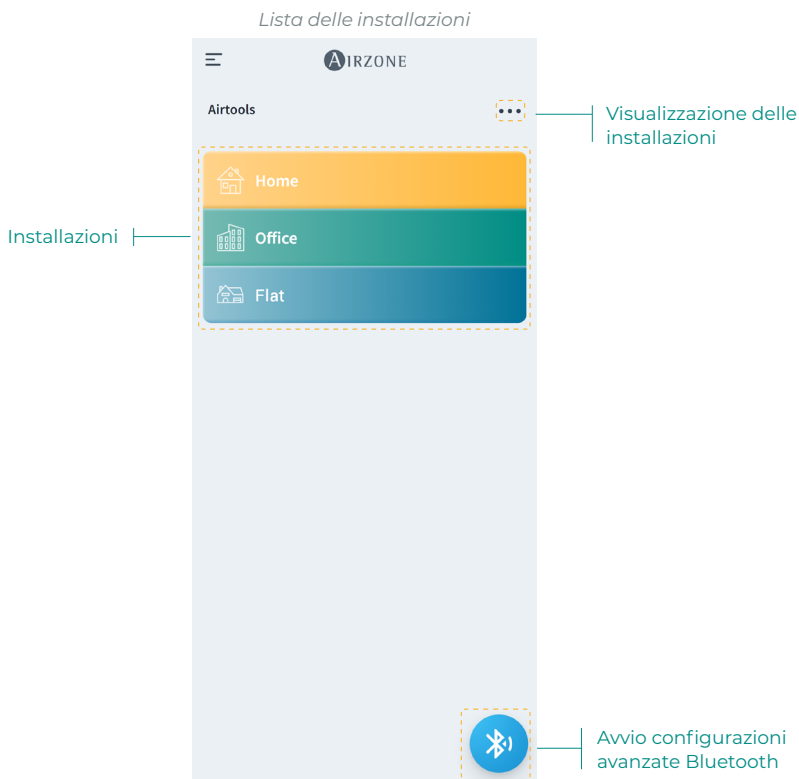 Lista delle installazioni
AIRZONE
Airtools
Visualizzazione delle
installazioni
Home
Installazioni
Office
Flat
Avvio configurazioni
avanzate Bluetooth